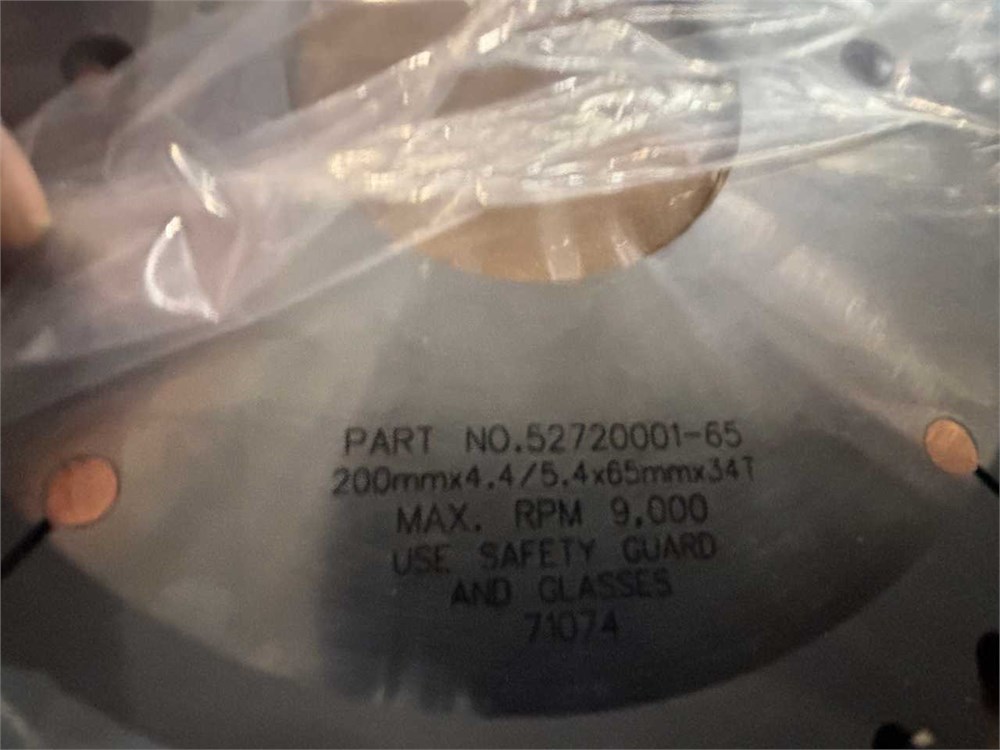 PART NO.52720001-65
200mmx4.4/5.4x65mmx34T
MAX. RPM 9,000
USE SAFETY GUARD
AND GLASSES
71074